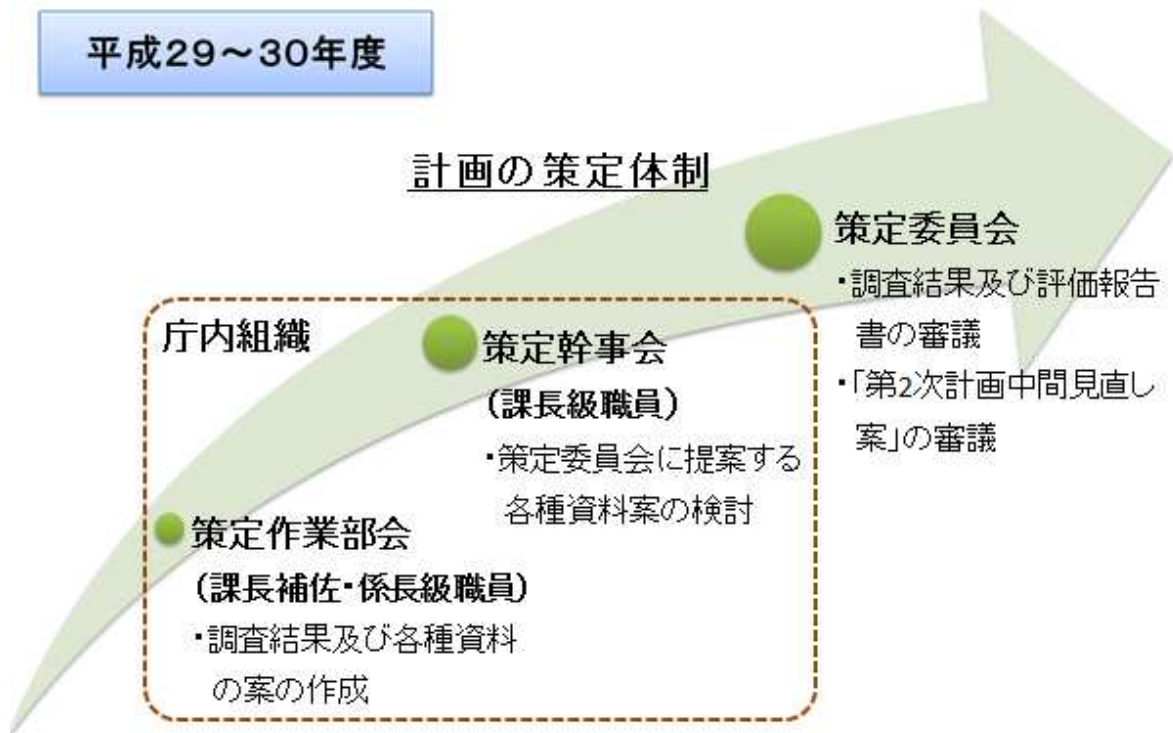 平成29～30年度
計画の策定体制
策定委員会
・調査結果及び評価報告
書の審議
・「第2次計画中間見直し
案」の審議
庁内組織
策定幹事会
(課長級職員)
・策定委員会に提案する
各種資料案の検討
策定作業部会
(課長補佐・係長級職員)
・調査結果及び各種資料
の案の作成